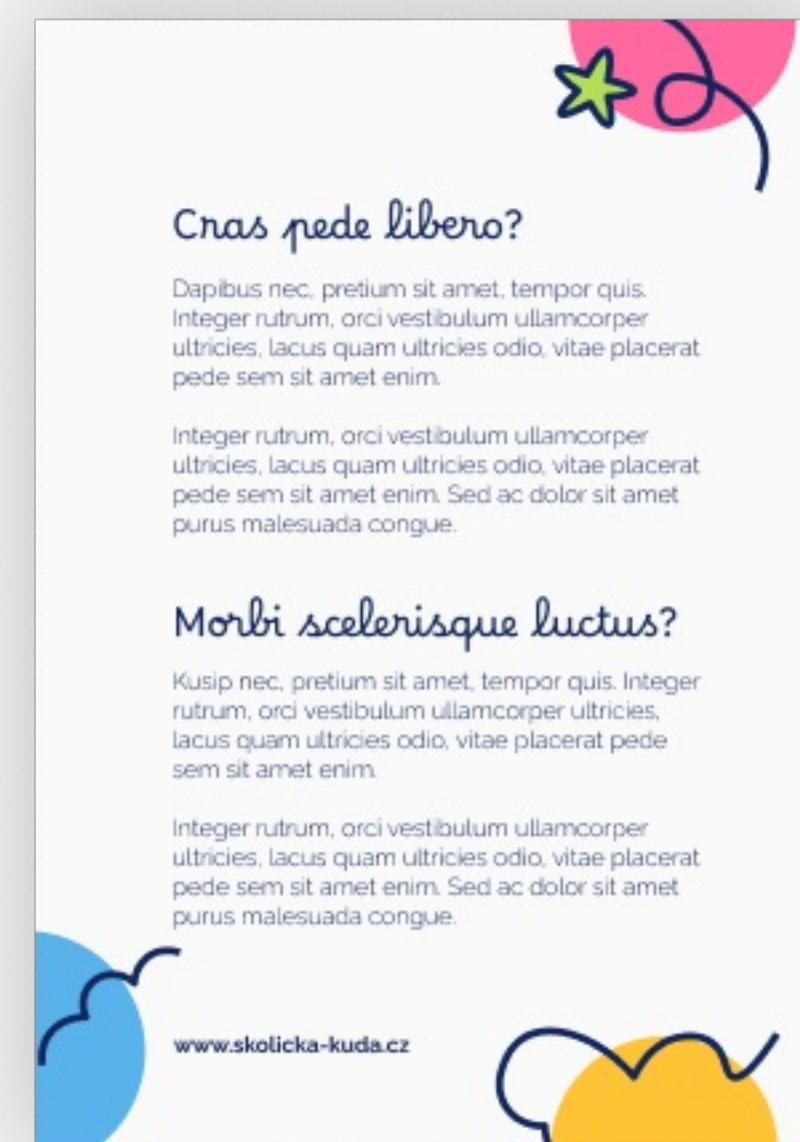 Cras pede libero?
Dapibus nec, pretium sit amet, tempor quis.
Integer rutrum, orci vestibulum ullamcorper
ultricies, lacus quam ultricies odio, vitae placerat
pede sem sit amet enim.
Integer rutrum, orci vestibulum ullamcorper
ultricies, lacus quam ultricies odio, vitae placerat
pede sem sit amet enim. Sed ac dolor sit amet
purus malesuada congue.
Morbi scelerisque luctus?
Kusip nec, pretium sit amet, tempor quis. Integer
rutrum, orci vestibulum ullamcorper ultricies,
lacus quam ultricies odio, vitae placerat pede
sem sit amet enim.
Integer rutrum, orci vestibulum ullamcorper
ultricies, lacus quam ultricies odio, vitae placerat
pede sem sit amet enim. Sed ac dolor sit amet
purus malesuada congue.
www.skolicka-kuda.cz